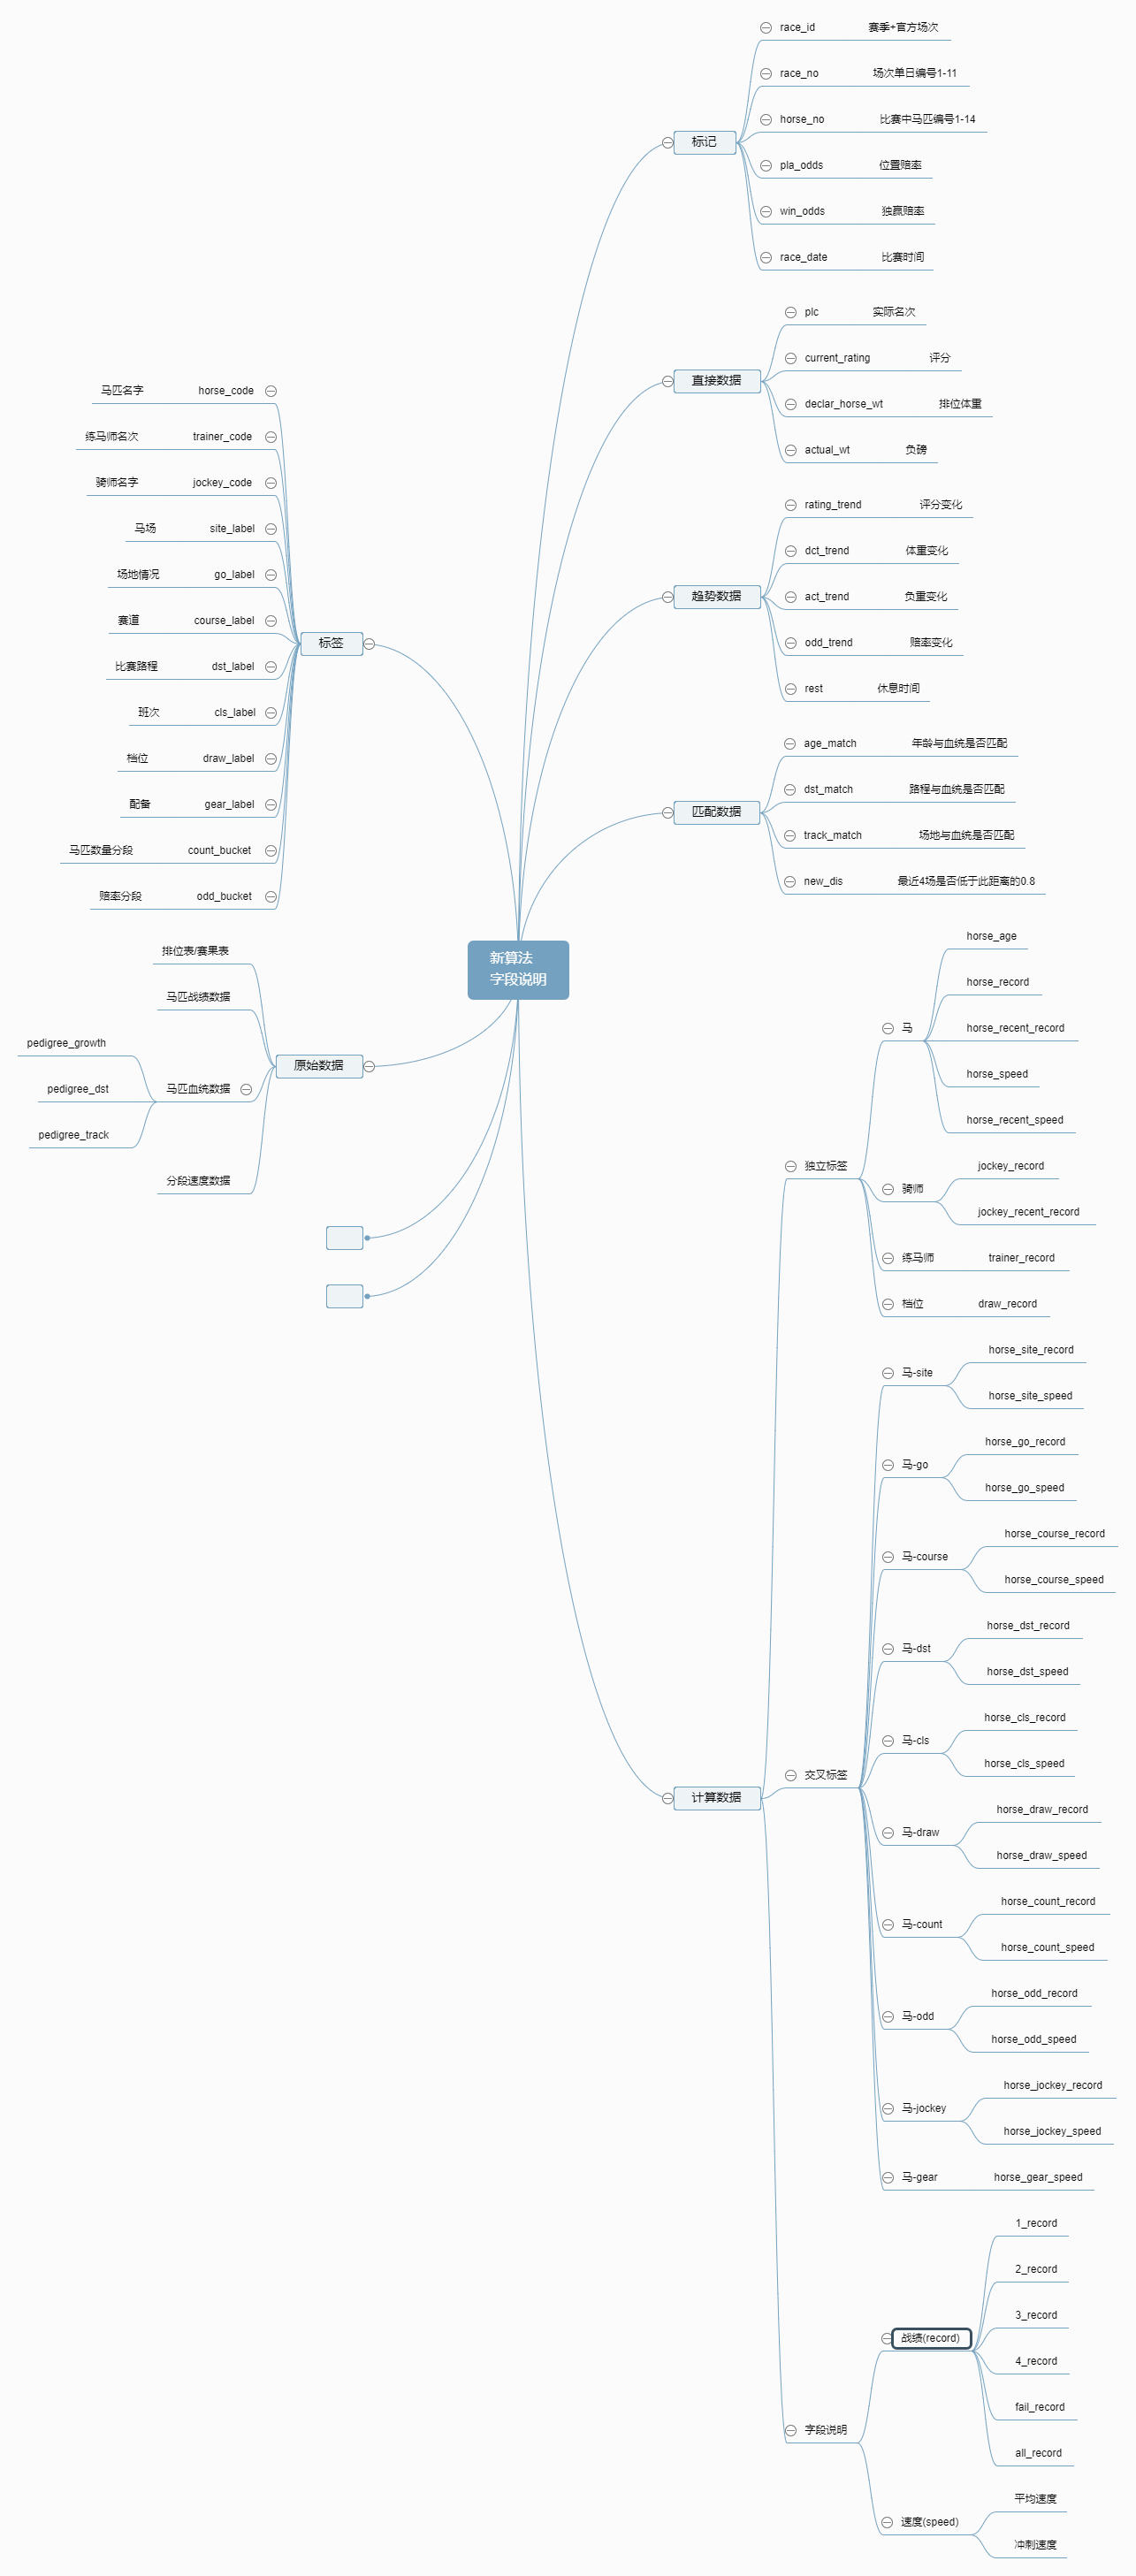 新算法
字段说明
标记
race_id 赛季+官方场次
race_no 场次单日编号1-11
horse_no 比赛中马匹编号1-14
pla_odds 位置赔率
win_odds 独赢赔率
race_date 比赛时间
直接数据
plc 实际名次
current_rating 评分
declar_horse_wt 排位体重
actual_wt 负磅
趋势数据
rating_trend 评分变化
dct_trend 体重变化
act_trend 负重变化
odd_trend 赔率变化
rest 休息时间
匹配数据
age_match 年龄与血统是否匹配
dst_match 路程与血统是否匹配
track_match 场地与血统是否匹配
new_dis 最近4场是否低于此距离的0.8
计算数据
独立标签
马
horse_age
horse_record
horse_recent_record
horse_speed
horse_recent_speed
骑师
jockey_record
jockey_recent_record
练马师 trainer_record
档位 draw_record
交叉标签
马-site
horse_site_record
horse_site_speed
马-go
horse_go_record
horse_go_speed
马-course
horse_course_record
horse_course_speed
马-dst
horse_dst_record
horse_dst_speed
马-cls
horse_cls_record
horse_cls_speed
马-draw
horse_draw_record
horse_draw_speed
马-count
horse_count_record
horse_count_speed
马-odd
horse_odd_record
horse_odd_speed
马-jockey
horse_jockey_record
horse_jockey_speed
马-gear horse_gear_speed
字段说明
战绩(record)
1_record
2_record
3_record
4_record
fail_record
all_record
速度(speed)
平均速度
冲刺速度
标签
马匹名字 horse_code
练马师名次 trainer_code
骑师名字 jockey_code
马场 site_label
场地情况 go_label
赛道 course_label
比赛路程 dst_label
班次 cls_label
档位 draw_label
配备 gear_label
马匹数量分段 count_bucket
赔率分段 odd_bucket
原始数据
排位表/赛果表
马匹战绩数据
马匹血统数据
pedigree_growth
pedigree_dst
pedigree_track
分段速度数据